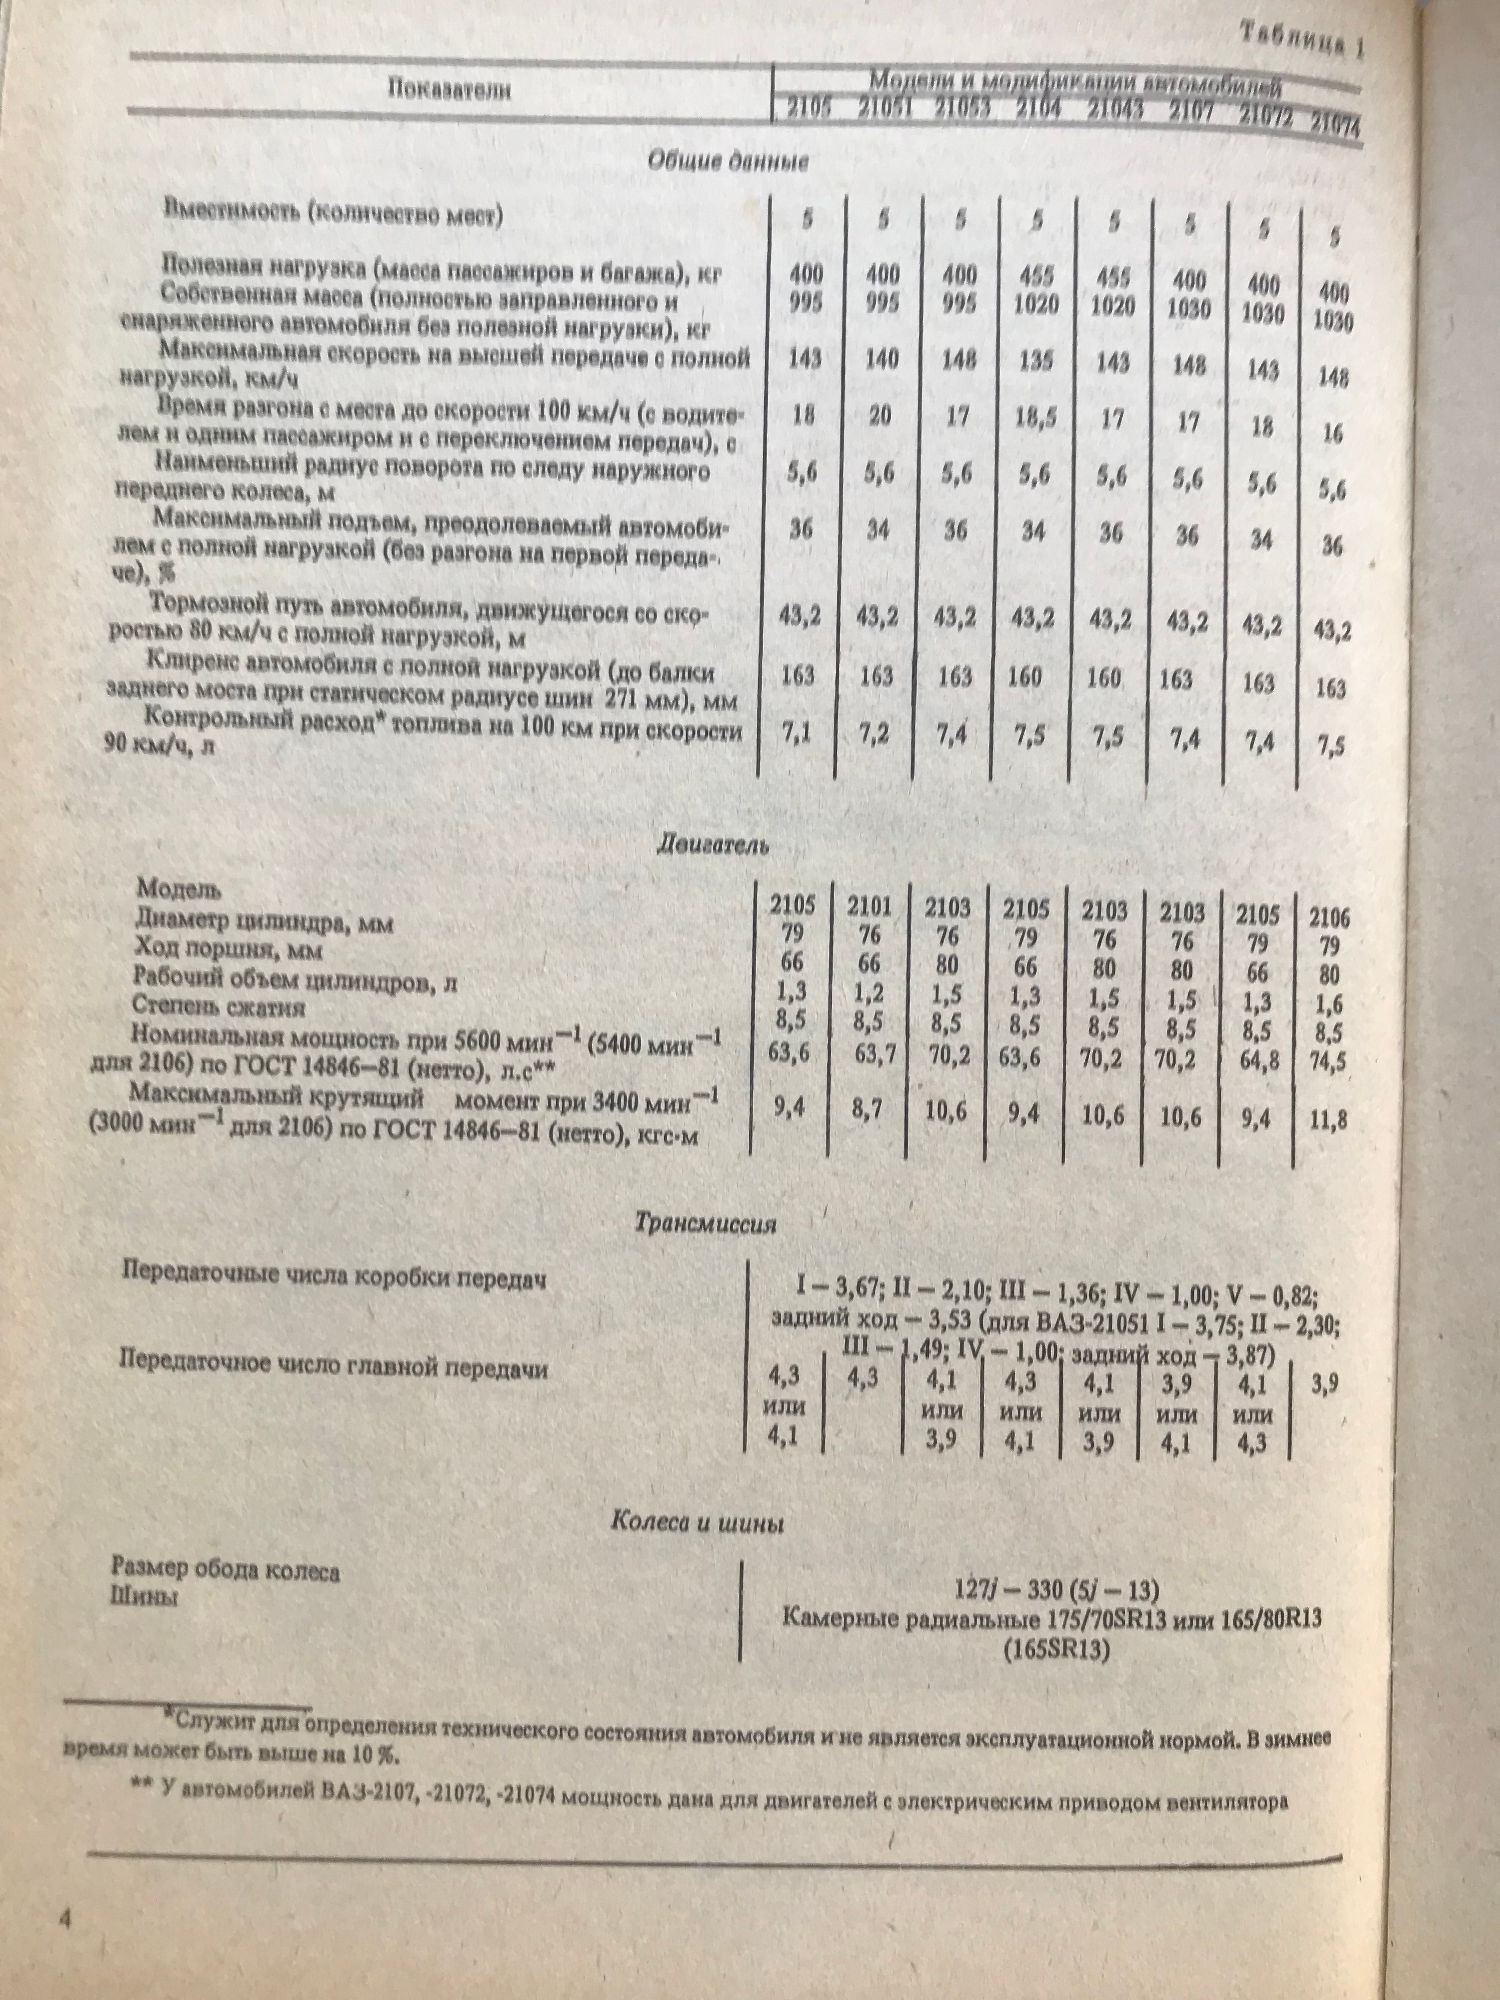 Таблица 1
Показатели
Модели и модификации автомобилей
2105 21051 21053 2104 21043 2107 21072 21074
Общие данные
Вместимость (количество мест) 5 5 5 5 5 5 5 5
Полезная нагрузка (масса пассажиров и багажа), кг 400 400 400 455 455 400 400 400
Собственная масса (полностью заправленного и 995 995 995 1020 1020 1030 1030 1030
снаряженного автомобиля без полезной нагрузки), кг
Максимальная скорость на высшей передаче с полной 143 140 148 135 143 148 143 148
нагрузкой, км/ч
Время разгона с места до скорости 100 км/ч (с водите- 18 20 17 18,5 17 17 18 16
лем и одним пассажиром и с переключением передач), с
Наименьший радиус поворота по следу наружного 5,6 5,6 5,6 5,6 5,6 5,6 5,6 5,6
переднего колеса, м
Максимальный подъем, преодолеваемый автомоби- 36 34 36 34 36 36 34 36
лем с полной нагрузкой (без разгона на первой переда-
че), %
Тормозной путь автомобиля, движущегося со ско- 43,2 43,2 43,2 43,2 43,2 43,2 43,2 43,2
ростью 80 км/ч с полной нагрузкой, м
Клиренс автомобиля с полной нагрузкой (до балки 163 163 163 160 160 163 163 163
заднего моста при статическом радиусе шин 271 мм), мм
Контрольный расход* топлива на 100 км при скорости 7,1 7,2 7,4 7,5 7,5 7,4 7,4 7,5
90 км/ч, л
Двигатель
Модель 2105 2101 2103 2105 2103 2103 2105 2106
Диаметр цилиндра, мм 79 76 76 79 76 76 79 79
Ход поршня, мм 66 66 80 66 80 80 66 80
Рабочий объем цилиндров, л 1,3 1,2 1,5 1,3 1,5 1,5 1,3 1,6
Степень сжатия 8,5 8,5 8,5 8,5 8,5 8,5 8,5 8,5
Номинальная мощность при 5600 мин—1 (5400 мин—1 63,6 63,7 70,2 63,6 70,2 70,2 64,8 74,5
для 2106) по ГОСТ 14846—81 (нетто), л.с**
Максимальный крутящий момент при 3400 мин—1 9,4 8,7 10,6 9,4 10,6 10,6 9,4 11,8
(3000 мин—1 для 2106) по ГОСТ 14846—81 (нетто), кгс·м
Трансмиссия
Передаточные числа коробки передач I — 3,67; II — 2,10; III — 1,36; IV — 1,00; V — 0,82;
задний ход — 3,53 (для ВАЗ-21051 I — 3,75; II — 2,30;
III — 1,49; IV — 1,00; задний ход — 3,87)
Передаточное число главной передачи 4,3 4,3 4,1 4,3 4,1 3,9 4,1 3,9
или или или или или или
4,1 3,9 4,1 3,9 4,1 4,3
Колеса и шины
Размер обода колеса 127j — 330 (5j — 13)
Шины Камерные радиальные 175/70SR13 или 165/80R13
(165SR13)
*Служит для определения технического состояния автомобиля и не является эксплуатационной нормой. В зимнее
время может быть выше на 10 %.
** У автомобилей ВАЗ-2107, -21072, -21074 мощность дана для двигателей с электрическим приводом вентилятора
4